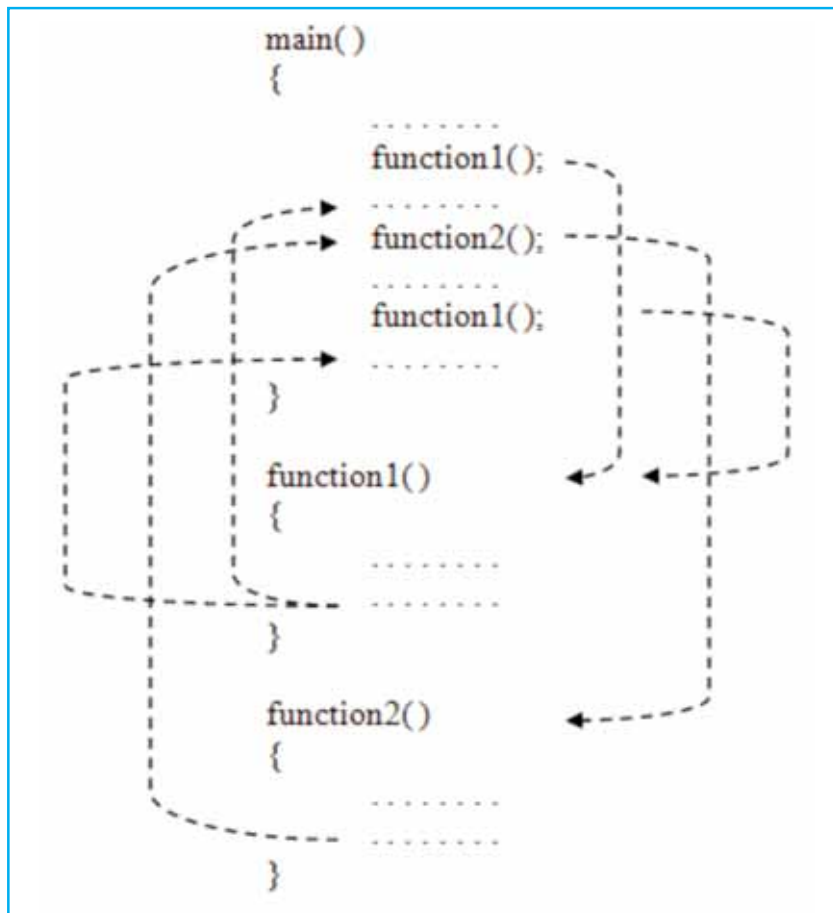 main( )
{
. . . . . . . .
function1( );
. . . . . . . .
function2( );
. . . . . . . .
function1( );
. . . . . . . .
}
function1( )
{
. . . . . . . .
. . . . . . . .
}
function2( )
{
. . . . . . . .
. . . . . . . .
}